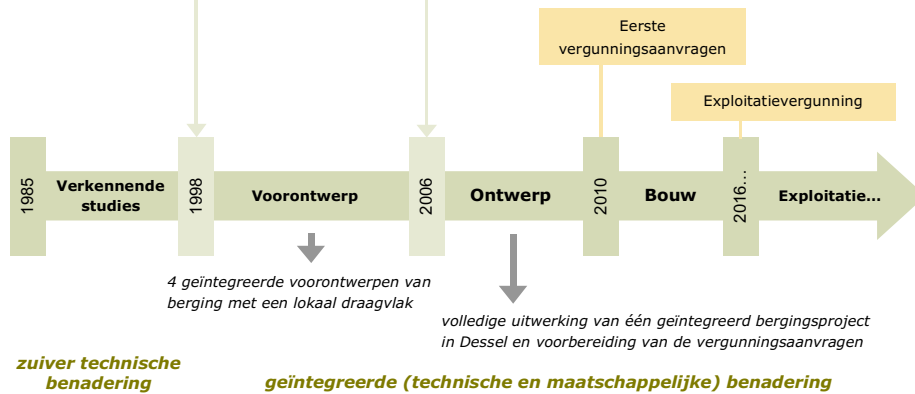 Eerste
vergunningsaanvragen
Exploitatievergunning
1985
Verkennende
studies
1998
Voorontwerp
2006
Ontwerp
2010
Bouw
2016...
Exploitatie...
4 geïntegreerde voorontwerpen van
berging met een lokaal draagvlak
volledige uitwerking van één geïntegreerd bergingsproject
in Dessel en voorbereiding van de vergunningsaanvragen
zuiver technische
benadering
geïntegreerde (technische en maatschappelijke) benadering